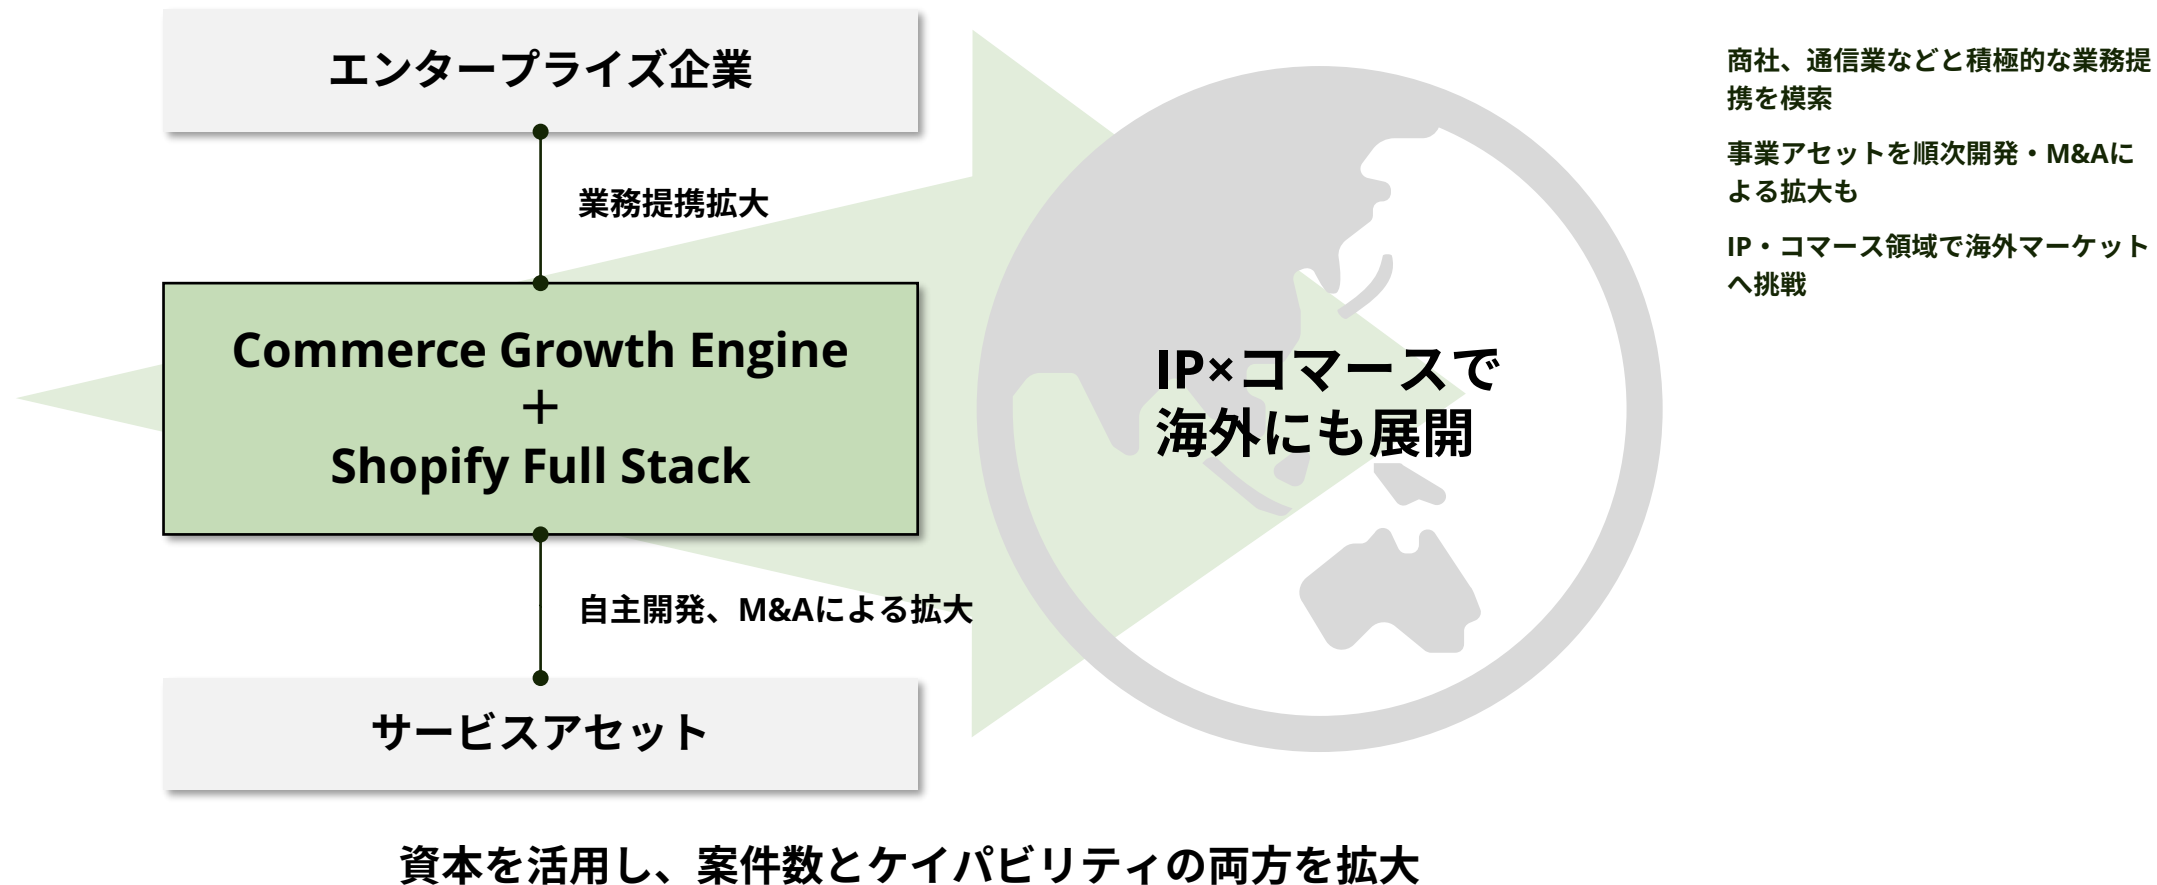 エンタープライズ企業
業務提携拡大
Commerce Growth Engine
＋
Shopify Full Stack
自主開発、M&Aによる拡大
サービスアセット
IP×コマースで
海外にも展開
商社、通信業などと積極的な業務提
携を模索
事業アセットを順次開発・M&Aに
よる拡大も
IP・コマース領域で海外マーケット
へ挑戦
資本を活用し、案件数とケイパビリティの両方を拡大